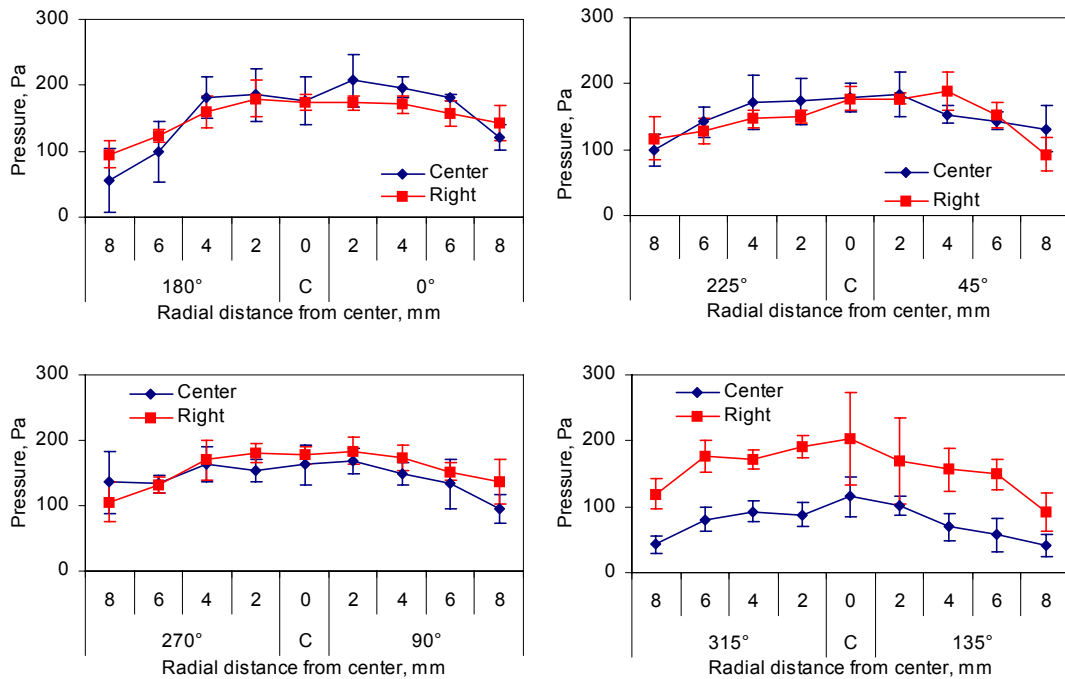 300
200
100
0
Pressure, Pa
Center
Right
8 6 4 2 0 2 4 6 8
180° C 0°
Radial distance from center, mm
300
200
100
0
Pressure, Pa
Center
Right
8 6 4 2 0 2 4 6 8
225° C 45°
Radial distance from center, mm
300
200
100
0
Pressure, Pa
Center
Right
8 6 4 2 0 2 4 6 8
270° C 90°
Radial distance from center, mm
300
200
100
0
Pressure, Pa
Center
Right
8 6 4 2 0 2 4 6 8
315° C 135°
Radial distance from center, mm